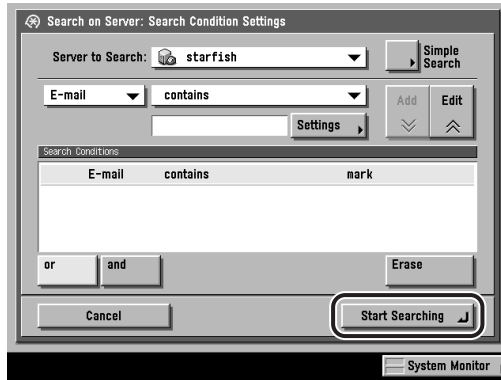 Search on Server: Search Condition Settings
Server to Search: starfish
Simple
Search
E-mail contains
Add Edit
Settings
Search Conditions
E-mail contains mark
or and Erase
Cancel Start Searching
System Monitor